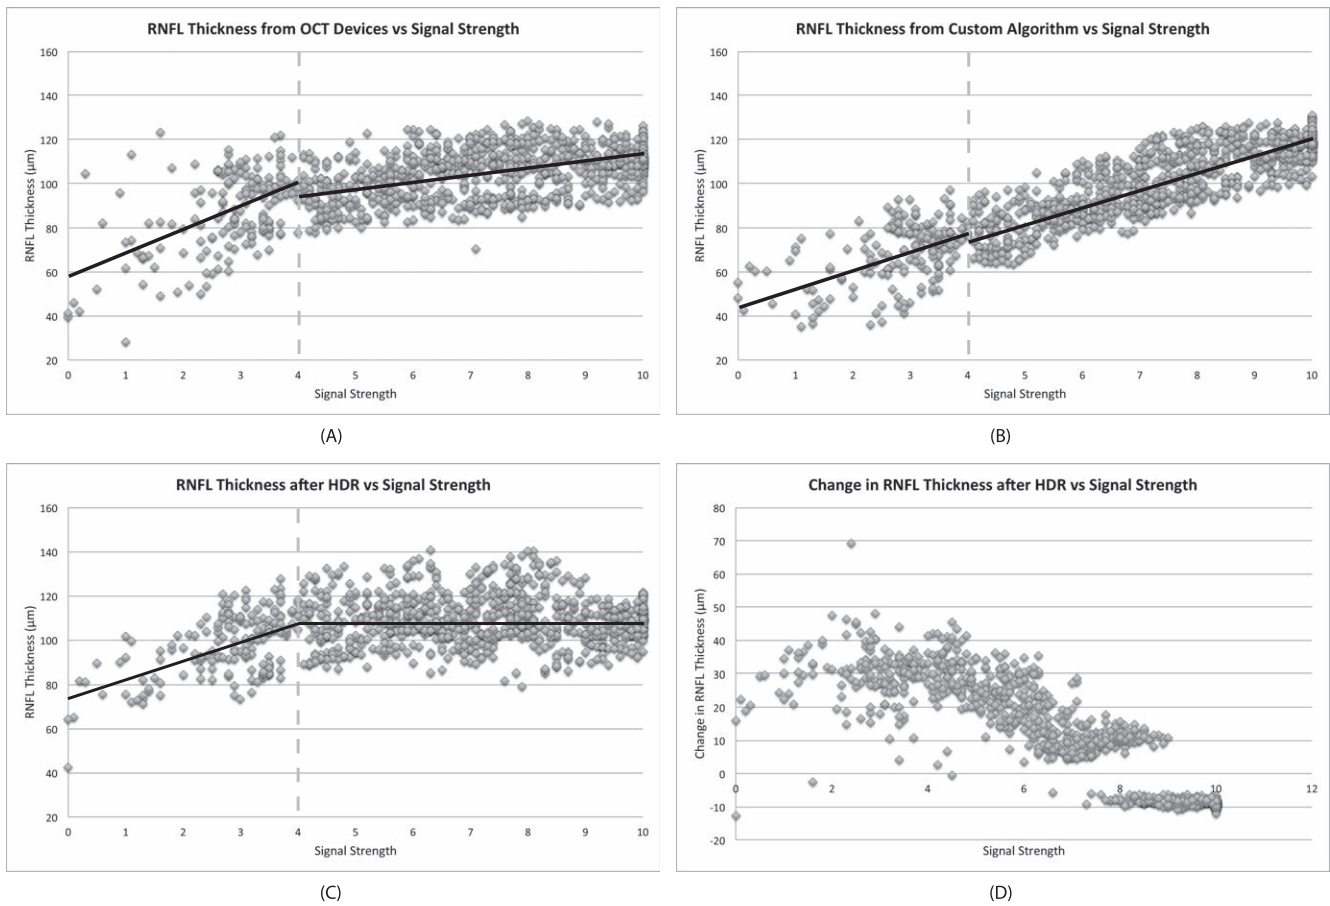 RNFL Thickness from OCT Devices vs Signal Strength
160
140
120
100
80
60
40
20
RNFL Thickness (µm)
0 1 2 3 4 5 6 7 8 9 10
Signal Strength
(A)
RNFL Thickness from Custom Algorithm vs Signal Strength
160
140
120
100
80
60
40
20
RNFL Thickness (µm)
0 1 2 3 4 5 6 7 8 9 10
Signal Strength
(B)
RNFL Thickness after HDR vs Signal Strength
160
140
120
100
80
60
40
20
RNFL Thickness (µm)
0 1 2 3 4 5 6 7 8 9 10
Signal Strength
(C)
Change in RNFL Thickness after HDR vs Signal Strength
80
70
60
50
40
30
20
10
0
-10
-20
Change in RNFL Thickness (µm)
0 2 4 6 8 10 12
Signal Strength
(D)